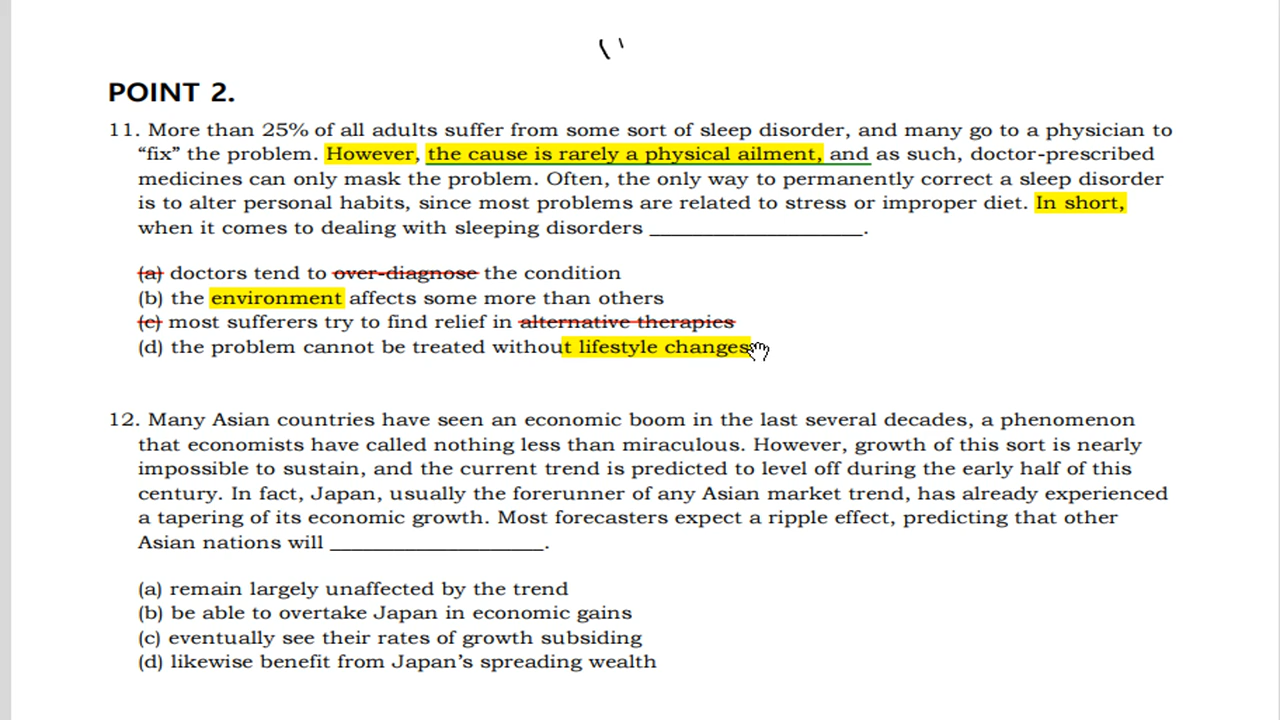 POINT 2.
11. More than 25% of all adults suffer from some sort of sleep disorder, and many go to a physician to
“fix” the problem. However, the cause is rarely a physical ailment, and as such, doctor-prescribed
medicines can only mask the problem. Often, the only way to permanently correct a sleep disorder
is to alter personal habits, since most problems are related to stress or improper diet. In short,
when it comes to dealing with sleeping disorders ____________________.
(a) doctors tend to over-diagnose the condition
(b) the environment affects some more than others
(c) most sufferers try to find relief in alternative therapies
(d) the problem cannot be treated without lifestyle changes
12. Many Asian countries have seen an economic boom in the last several decades, a phenomenon
that economists have called nothing less than miraculous. However, growth of this sort is nearly
impossible to sustain, and the current trend is predicted to level off during the early half of this
century. In fact, Japan, usually the forerunner of any Asian market trend, has already experienced
a tapering of its economic growth. Most forecasters expect a ripple effect, predicting that other
Asian nations will ____________________.
(a) remain largely unaffected by the trend
(b) be able to overtake Japan in economic gains
(c) eventually see their rates of growth subsiding
(d) likewise benefit from Japan’s spreading wealth